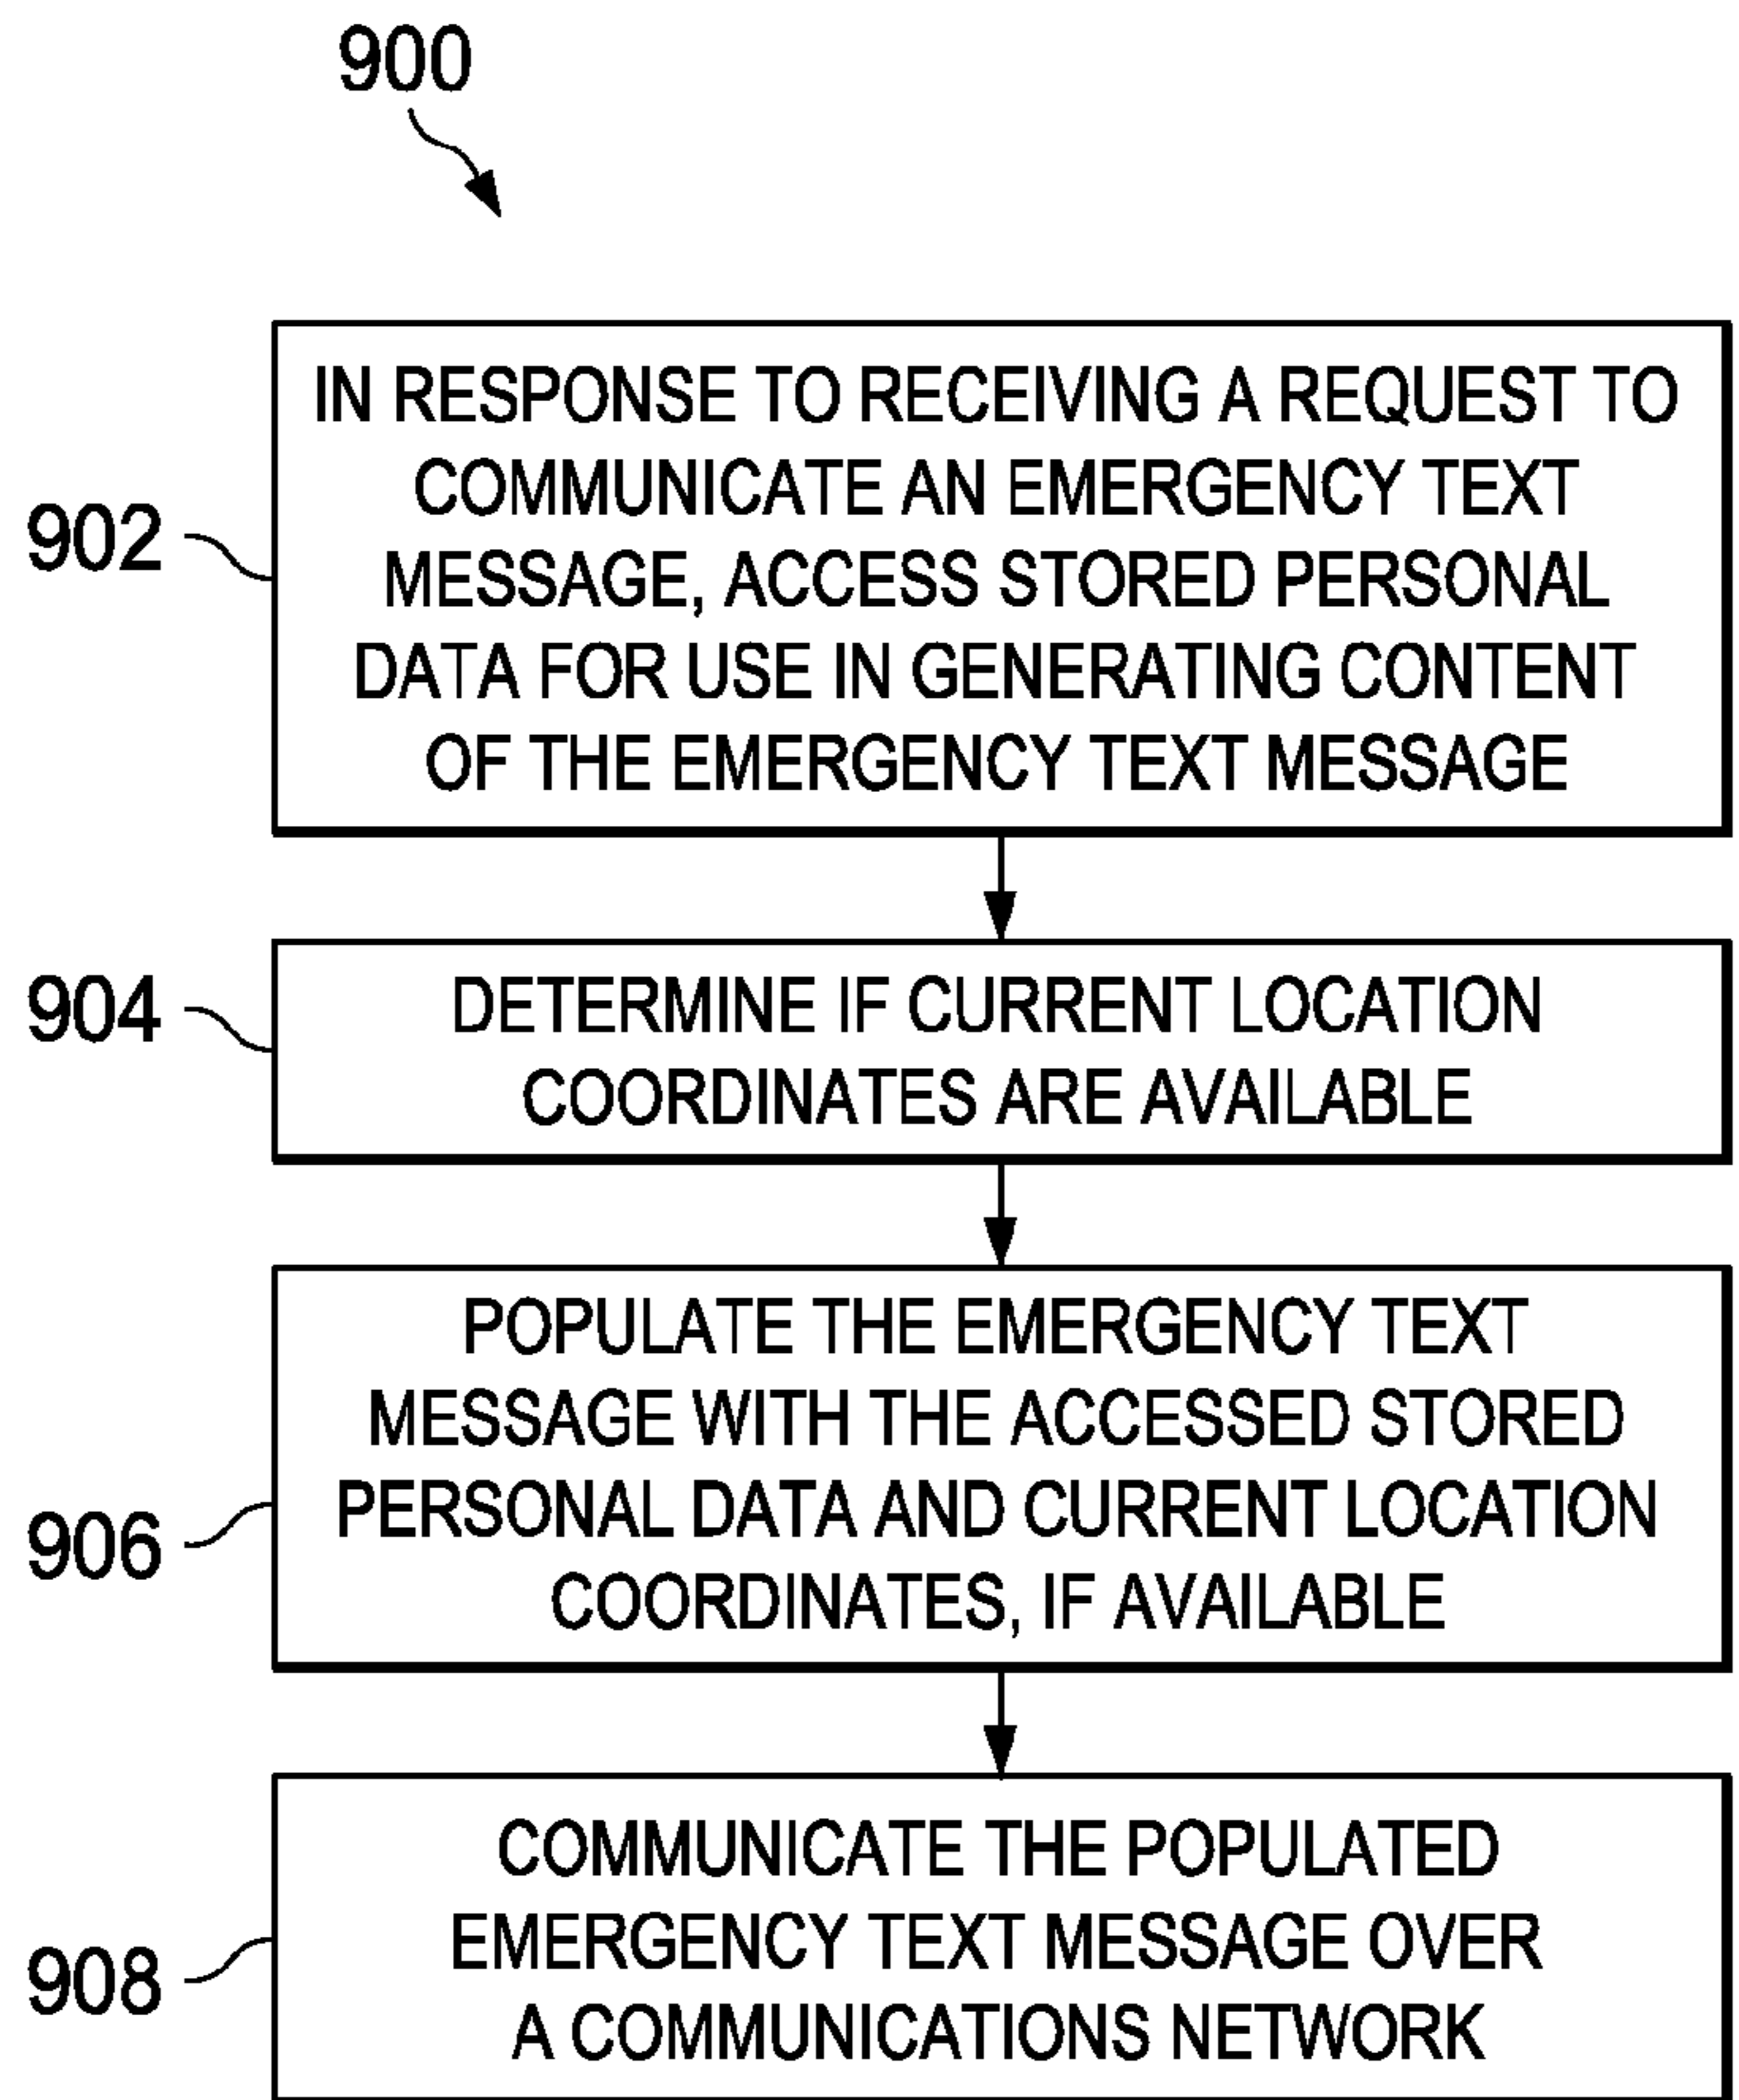 900
902
IN RESPONSE TO RECEIVING A REQUEST TO
COMMUNICATE AN EMERGENCY TEXT
MESSAGE, ACCESS STORED PERSONAL
DATA FOR USE IN GENERATING CONTENT
OF THE EMERGENCY TEXT MESSAGE
904
DETERMINE IF CURRENT LOCATION
COORDINATES ARE AVAILABLE
906
POPULATE THE EMERGENCY TEXT
MESSAGE WITH THE ACCESSED STORED
PERSONAL DATA AND CURRENT LOCATION
COORDINATES, IF AVAILABLE
908
COMMUNICATE THE POPULATED
EMERGENCY TEXT MESSAGE OVER
A COMMUNICATIONS NETWORK